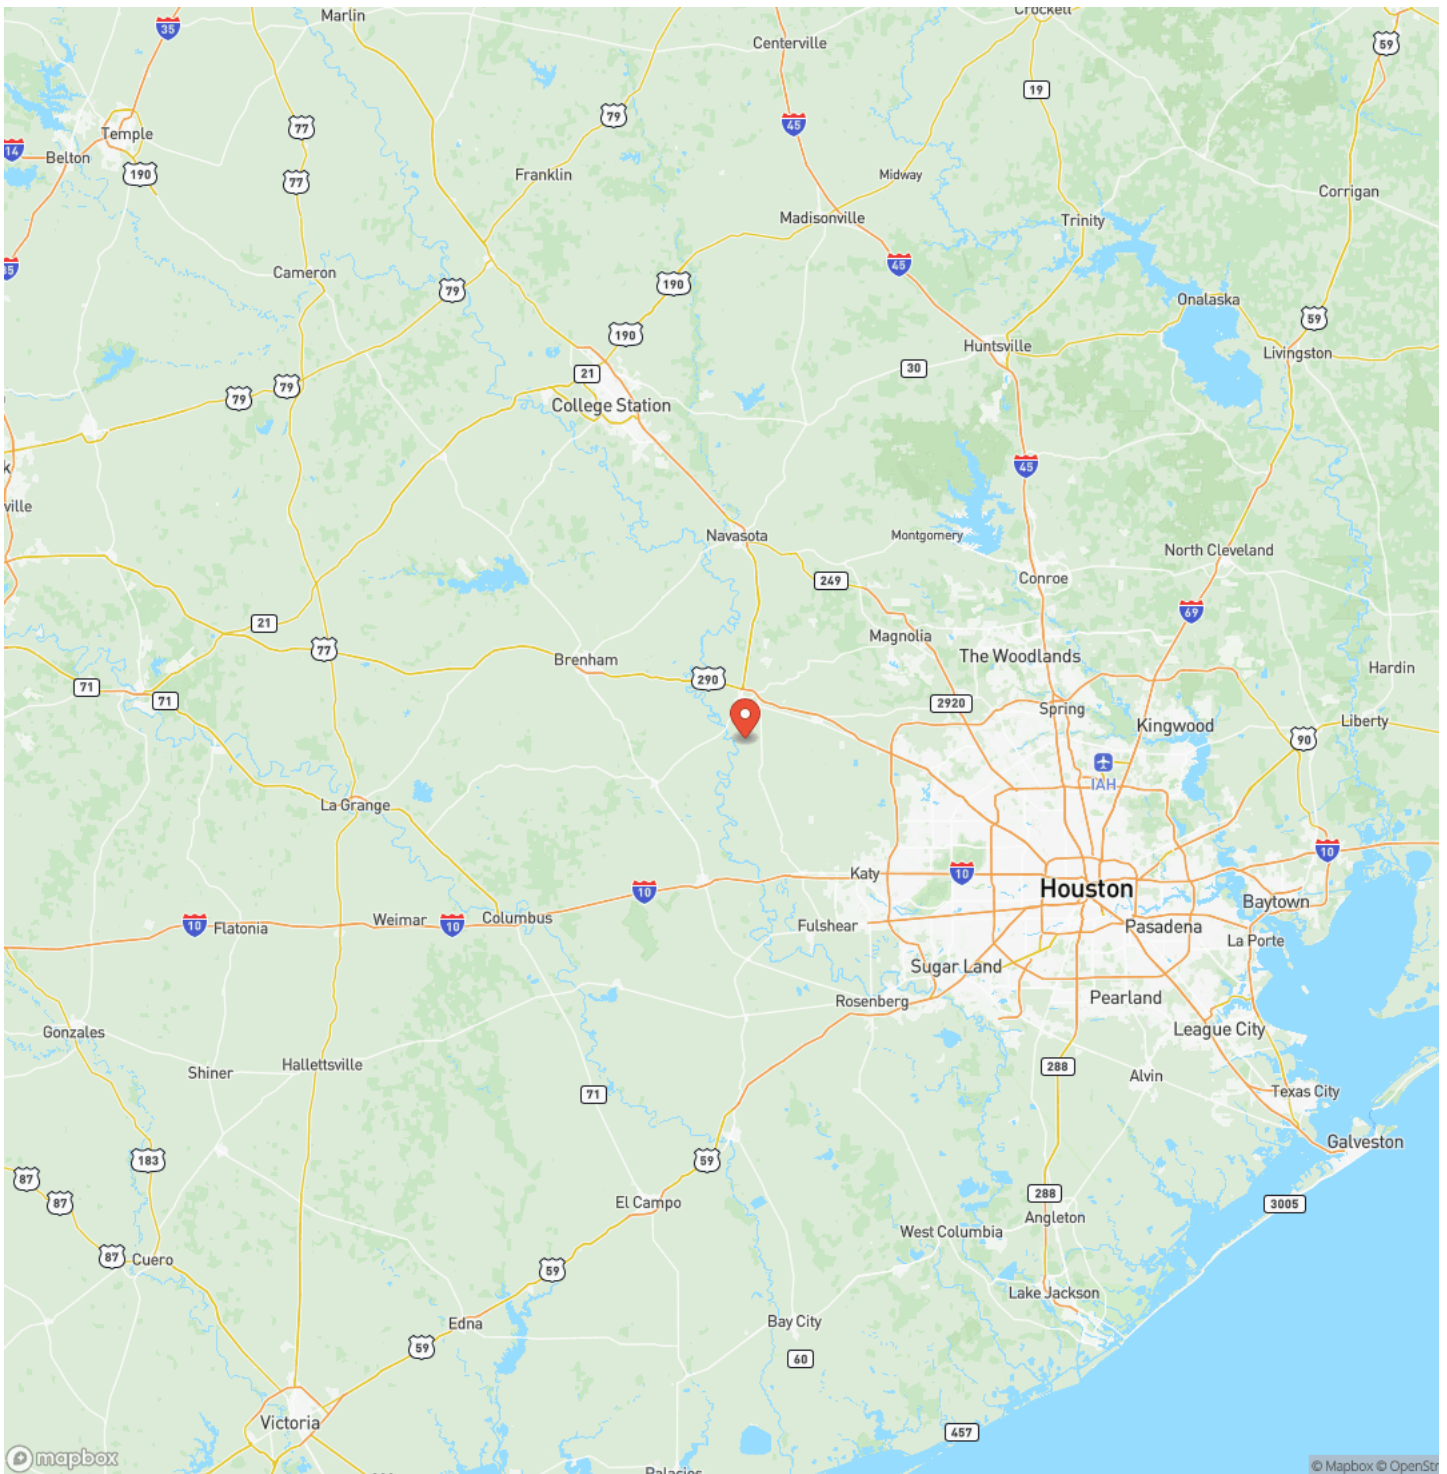 Marlin
Crockett
35
Centerville
59
19
79
77
45
Temple
14
Belton
190
77
Franklin
Midway
Corrigan
Madisonville
Trinity
35
Cameron
45
79
190
Onalaska
59
190
Huntsville
Livingston
30
21
79
79
College Station
k
45
ville
Navasota
Montgomery
North Cleveland
249
Conroe
69
21
Magnolia
77
Brenham
The Woodlands
Hardin
290
71
71
2920
Spring
Kingwood
Liberty
90
IAH
La Grange
10
Katy
10
Houston
10
Baytown
Weimar
Columbus
10
Flatonia
10
Fulshear
Pasadena
La Porte
Sugar Land
Rosenberg
Pearland
Gonzales
League City
Hallettsville
288
Shiner
Alvin
71
Texas City
Galveston
183
59
87
87
288
3005
El Campo
Angleton
West Columbia
87
Cuero
59
Lake Jackson
Edna
Bay City
59
60
Victoria
457
mapbox
© Mapbox © OpenStr
Palacios